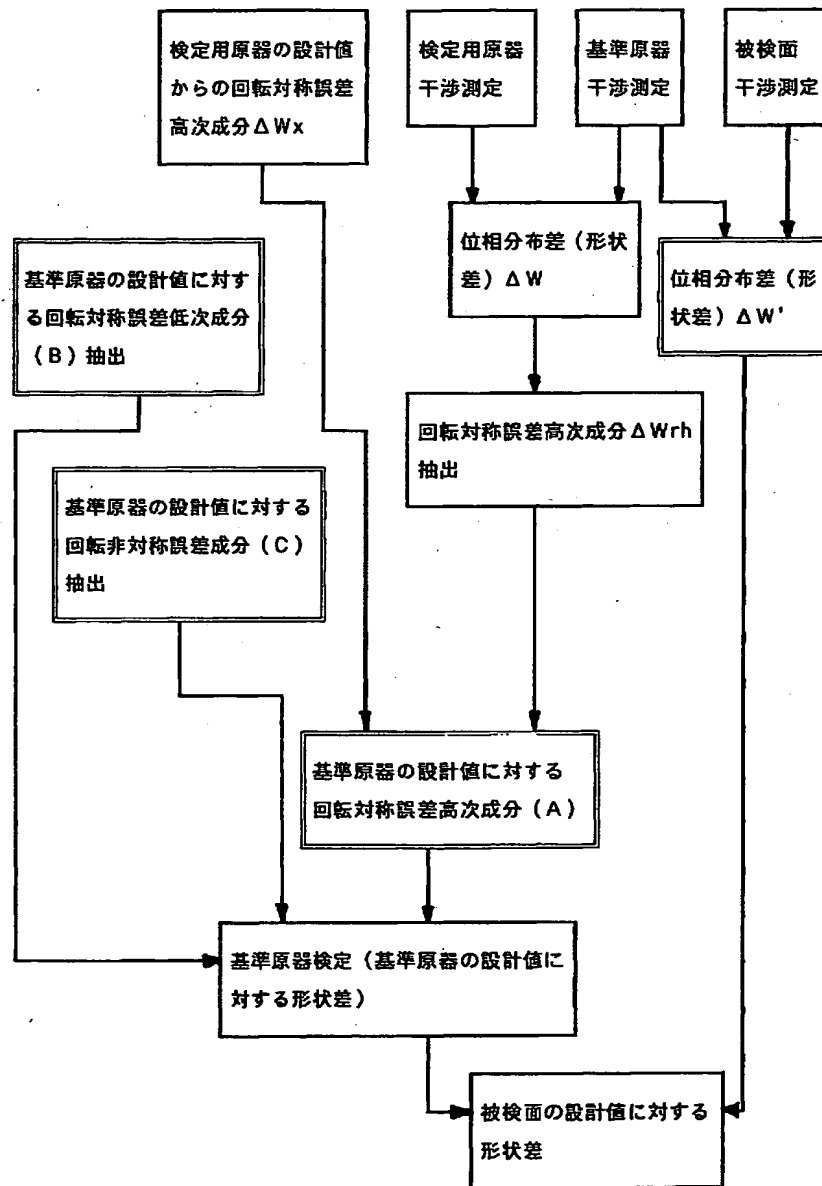 検定用原器の設計値
からの回転対称誤差
高次成分ΔWx
検定用原器
干渉測定
基準原器
干渉測定
被検面
干渉測定
位相分布差（形状
差）ΔW
位相分布差（形
状差）ΔW'
基準原器の設計値に対す
る回転対称誤差低次成分
（B）抽出
回転対称誤差高次成分ΔWrh
抽出
基準原器の設計値に対する
回転非対称誤差成分（C）
抽出
基準原器の設計値に対する
回転対称誤差高次成分（A）
基準原器検定（基準原器の設計値に
対する形状差）
被検面の設計値に対する
形状差